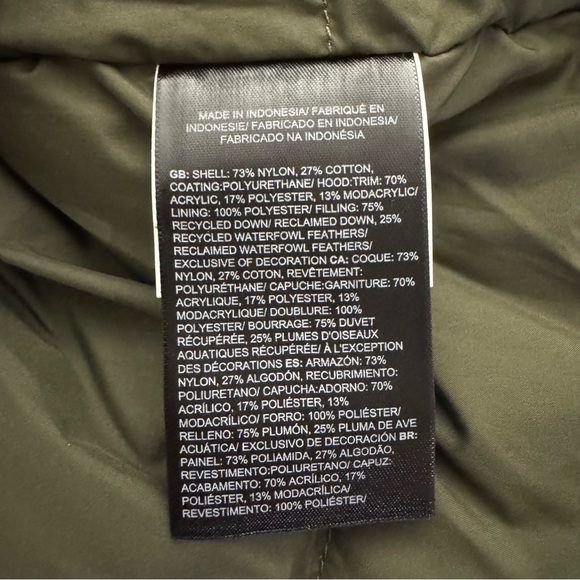 MADE IN INDONESIA/ FABRIQUÉ EN
INDONESIE/ FABRICADO EN INDONESIA/
FABRICADO NA INDONÉSIA
GB: SHELL: 73% NYLON, 27% COTTON,
COATING:POLYURETHANE/ HOOD:TRIM: 70%
ACRYLIC, 17% POLYESTER, 13% MODACRYLIC/
LINING: 100% POLYESTER/ FILLING: 75%
RECYCLED DOWN/ RECLAIMED DOWN, 25%
RECYCLED WATERFOWL FEATHERS/
RECLAIMED WATERFOWL FEATHERS/
EXCLUSIVE OF DECORATION CA: COQUE: 73%
NYLON, 27% COTON, REVÊTEMENT:
POLYURÉTHANE/ CAPUCHE:GARNITURE: 70%
ACRYLIQUE, 17% POLYESTER, 13%
MODACRYLIQUE/ DOUBLURE: 100%
POLYESTER/ BOURRAGE: 75% DUVET
RÉCUPÉRÉE, 25% PLUMES D'OISEAUX
AQUATIQUES RÉCUPÉRÉE/ À L'EXCEPTION
DES DÉCORATIONS ES: ARMAZÓN: 73%
NYLON, 27% ALGODÓN, RECUBRIMIENTO:
POLIURETANO/ CAPUCHA:ADORNO: 70%
ACRÍLICO, 17% POLIÉSTER, 13%
MODACRÍLICO/ FORRO: 100% POLIÉSTER/
RELLENO: 75% PLUMÓN, 25% PLUMA DE AVE
ACUÁTICA/ EXCLUSIVO DE DECORACIÓN BR:
PAINEL: 73% POLIAMIDA, 27% ALGODÃO,
REVESTIMENTO:POLIURETANO/ CAPUZ:
ACABAMENTO: 70% ACRÍLICO, 17%
POLIÉSTER, 13% MODACRÍLICA/
REVESTIMENTO: 100% POLIÉSTER/